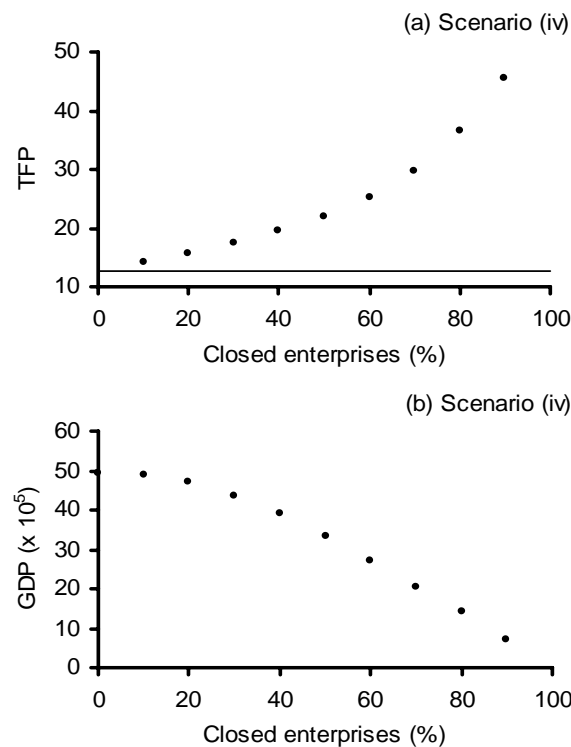 (a) Scenario (iv)
50
40
30
20
10
TFP
0 20 40 60 80 100
Closed enterprises (%)
(b) Scenario (iv)
60
50
40
30
20
10
0
GDP (x 10⁵)
0 20 40 60 80 100
Closed enterprises (%)